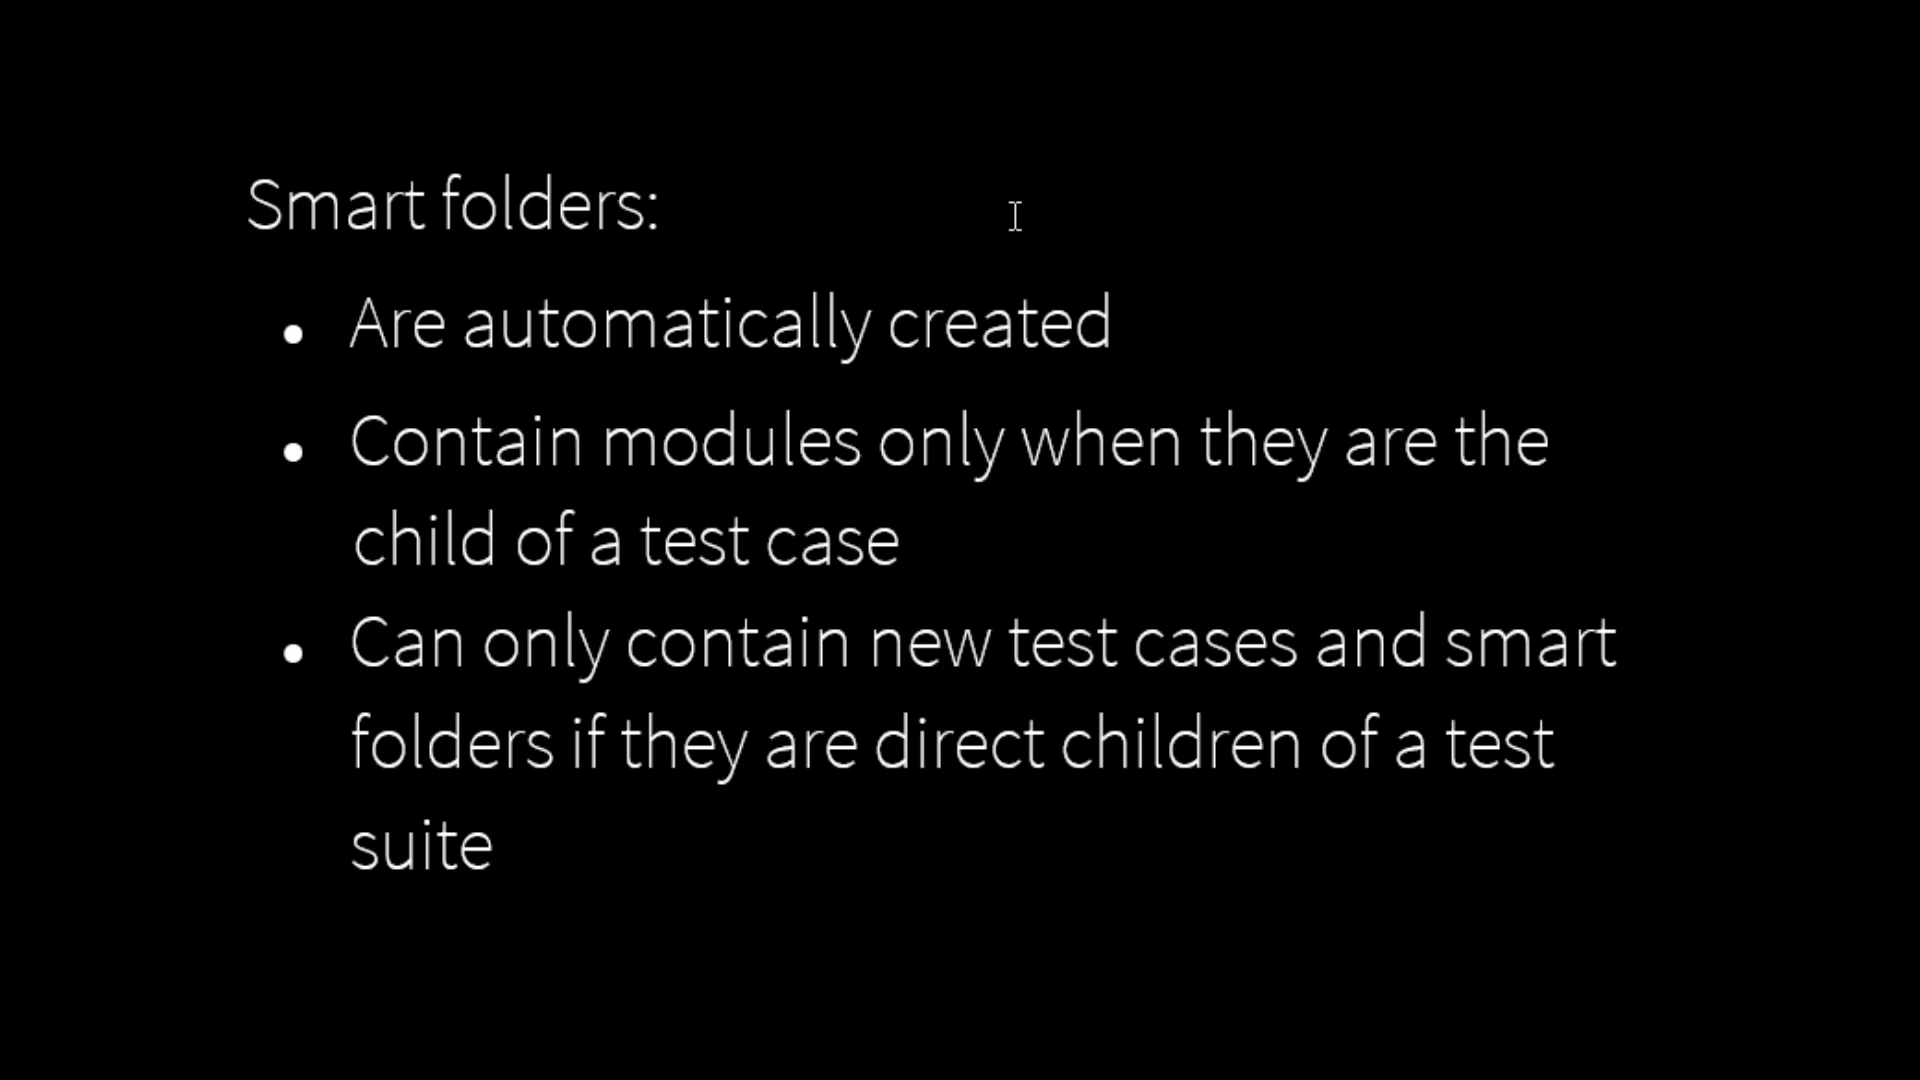 Smart folders:
• Are automatically created
• Contain modules only when they are the
child of a test case
• Can only contain new test cases and smart
folders if they are direct children of a test
suite